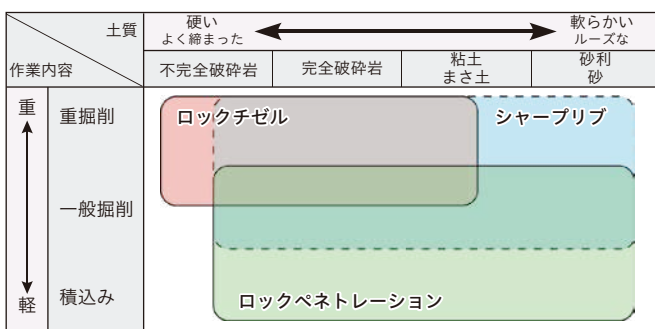 土質
硬い
よく締まった
軟らかい
ルーズな
作業内容
不完全破砕岩
完全破砕岩
粘土
まさ土
砂利
砂
重
重掘削
ロックチゼル
シャープリブ
一般掘削
軽
積込み
ロックペネトレーション